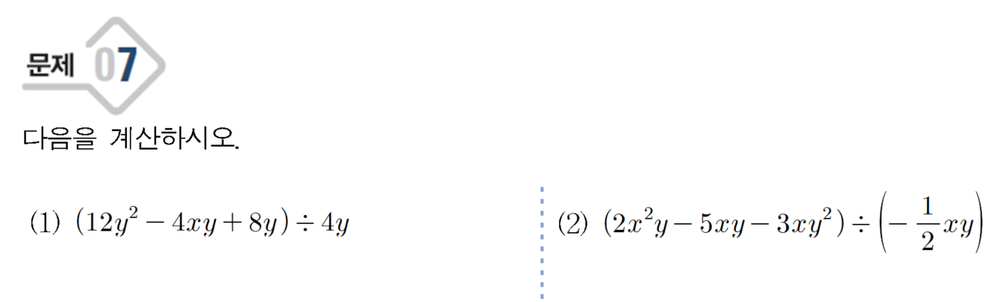 문제 07
다음을 계산하시오.
(1) (12y² − 4xy + 8y) ÷ 4y
(2) (2x²y − 5xy − 3xy²) ÷ (− 1/2 xy)